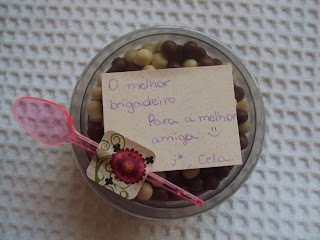 O melhor
brigadeiro
Para a melhor
amiga. :)
Cela